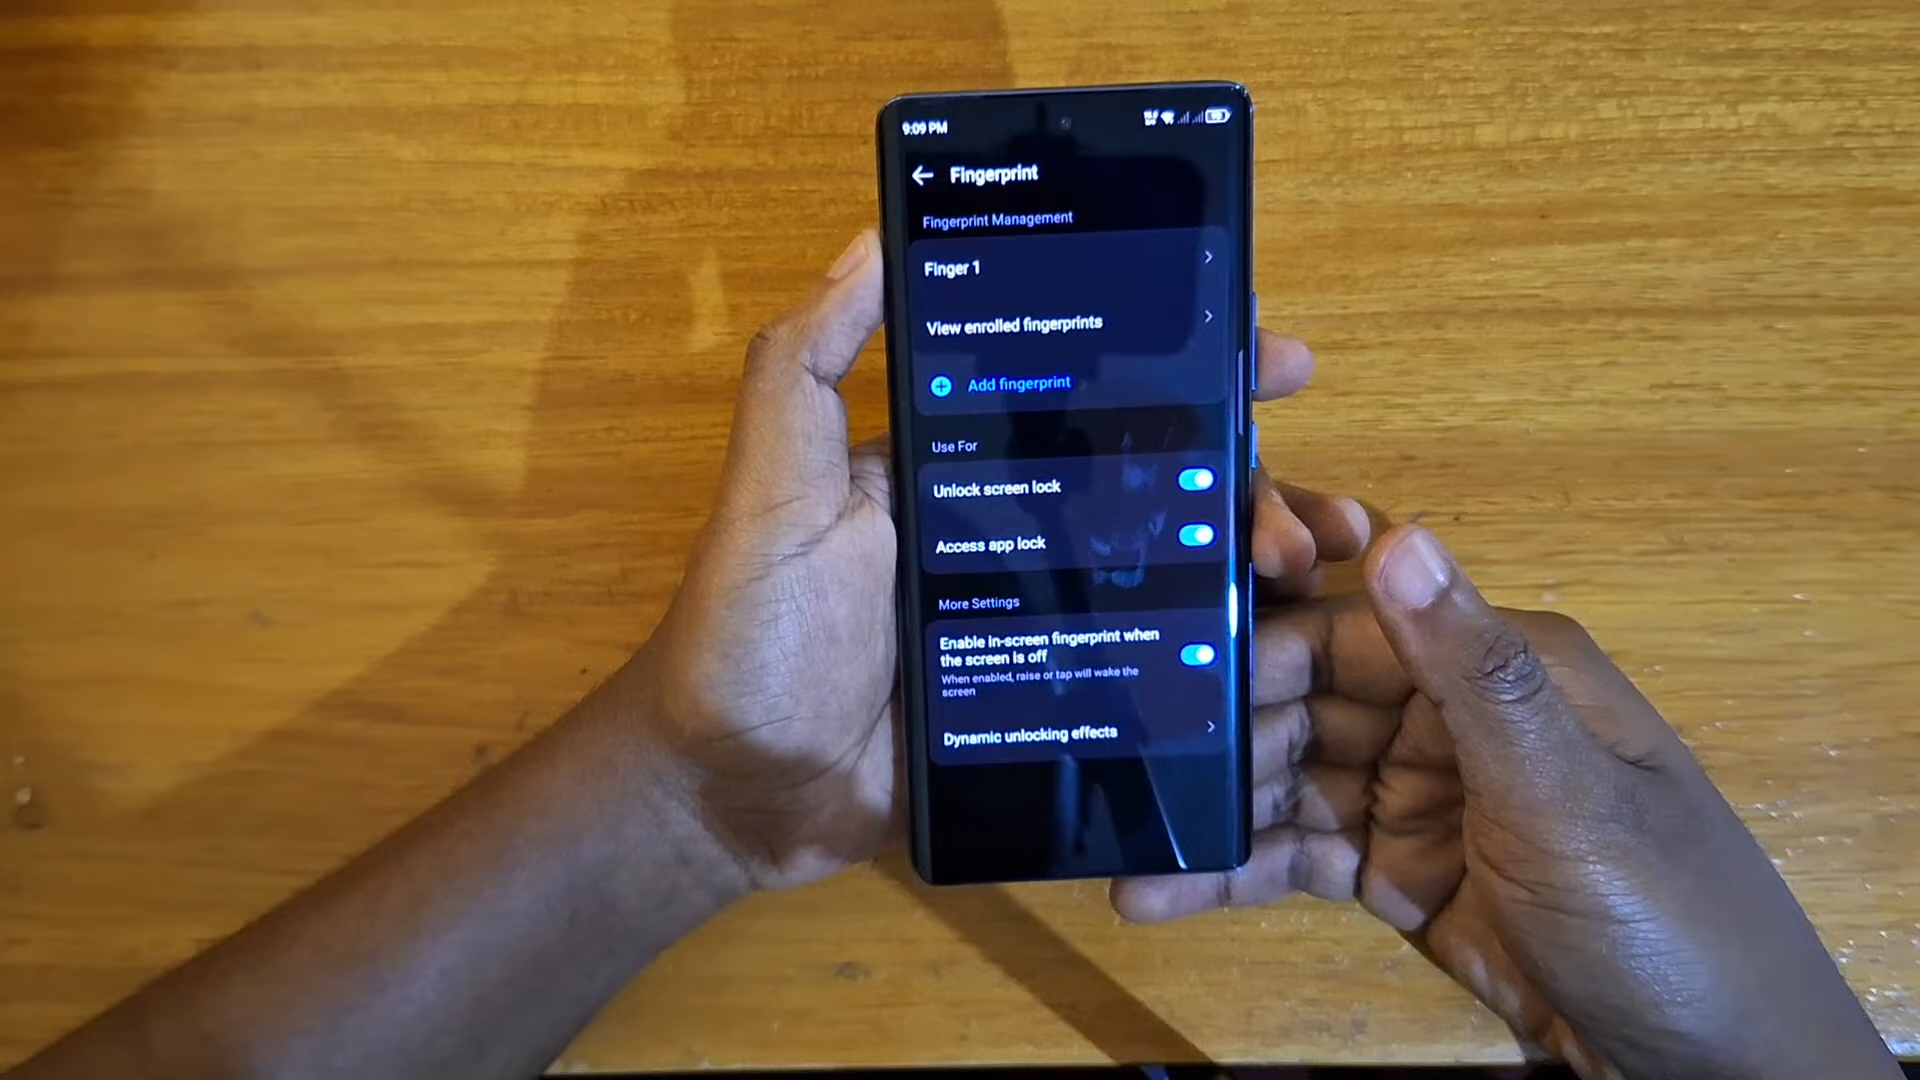 9:09 PM
Fingerprint
Fingerprint Management
Finger 1
View enrolled fingerprints
Add fingerprint
Use For
Unlock screen lock
Access app lock
More Settings
Enable in-screen fingerprint when
the screen is off
When enabled, raise or tap will wake the
screen
Dynamic unlocking effects